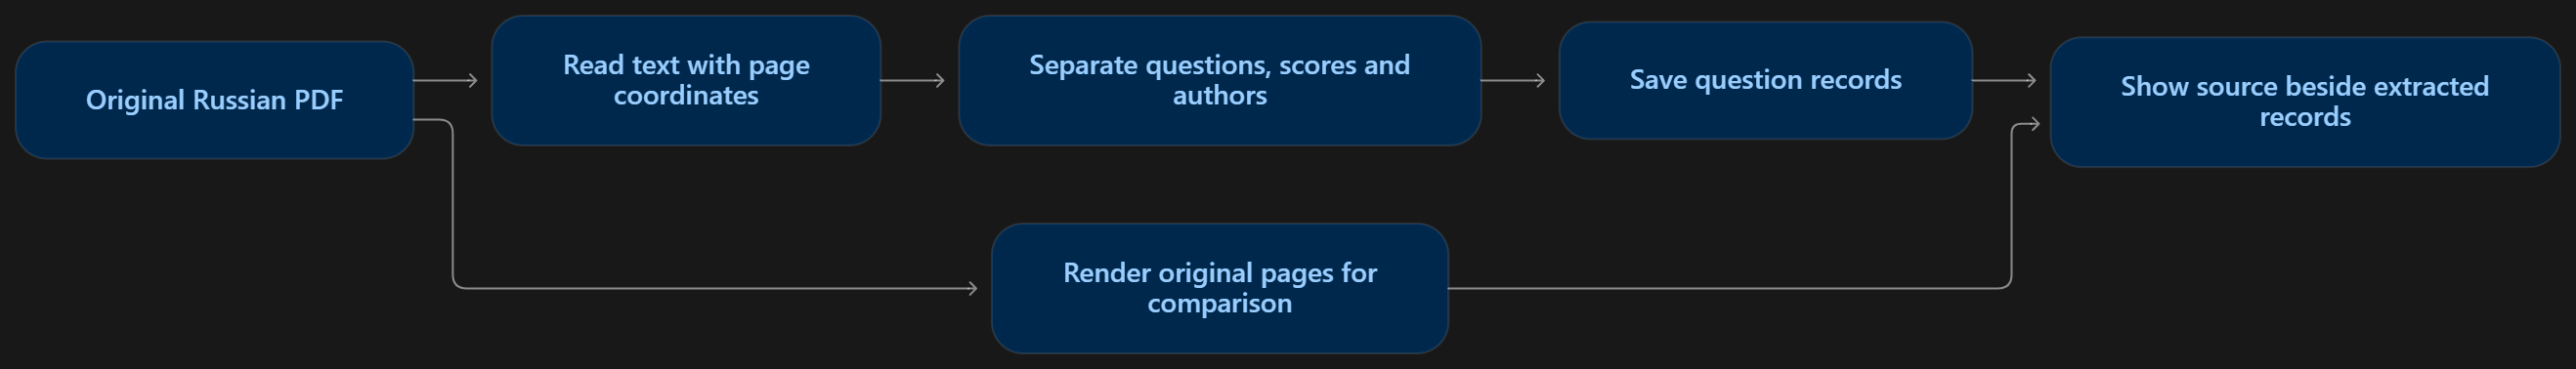 Original Russian PDF
Read text with page
coordinates
Separate questions, scores and
authors
Save question records
Show source beside extracted
records
Render original pages for
comparison